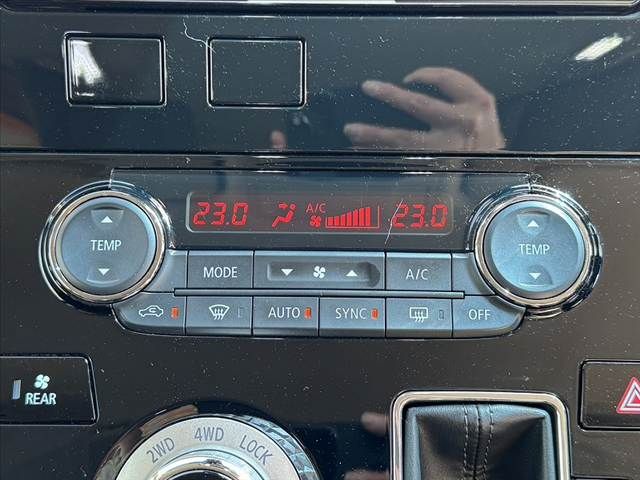 23.0 A/C 23.0
TEMP
TEMP
MODE A/C
AUTO SYNC OFF
REAR
2WD 4WD LOCK